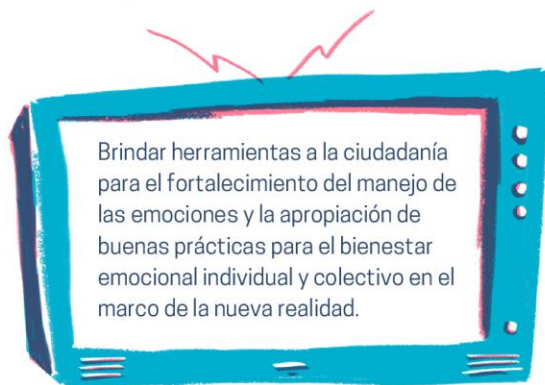 Brindar herramientas a la ciudadanía
para el fortalecimiento del manejo de
las emociones y la apropiación de
buenas prácticas para el bienestar
emocional individual y colectivo en el
marco de la nueva realidad.